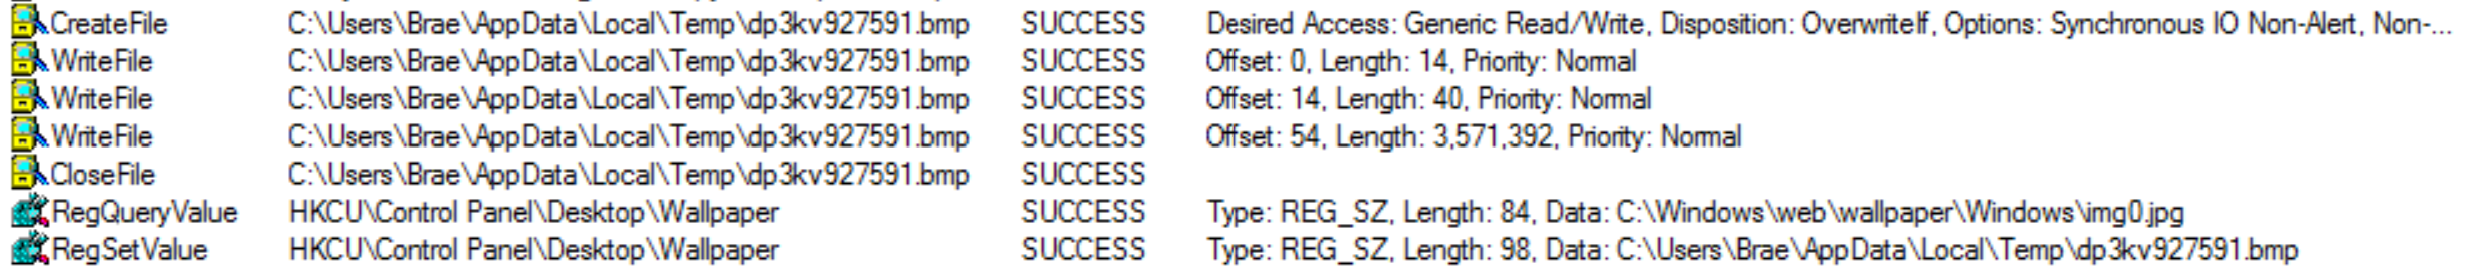 CreateFile C:\Users\Brae\AppData\Local\Temp\dp3kv927591.bmp SUCCESS Desired Access: Generic Read/Write, Disposition: OverwriteIf, Options: Synchronous IO Non-Alert, Non-...
WriteFile C:\Users\Brae\AppData\Local\Temp\dp3kv927591.bmp SUCCESS Offset: 0, Length: 14, Priority: Normal
WriteFile C:\Users\Brae\AppData\Local\Temp\dp3kv927591.bmp SUCCESS Offset: 14, Length: 40, Priority: Normal
WriteFile C:\Users\Brae\AppData\Local\Temp\dp3kv927591.bmp SUCCESS Offset: 54, Length: 3,571,392, Priority: Normal
CloseFile C:\Users\Brae\AppData\Local\Temp\dp3kv927591.bmp SUCCESS
RegQueryValue HKCU\Control Panel\Desktop\Wallpaper SUCCESS Type: REG_SZ, Length: 84, Data: C:\Windows\web\wallpaper\Windows\img0.jpg
RegSetValue HKCU\Control Panel\Desktop\Wallpaper SUCCESS Type: REG_SZ, Length: 98, Data: C:\Users\Brae\AppData\Local\Temp\dp3kv927591.bmp